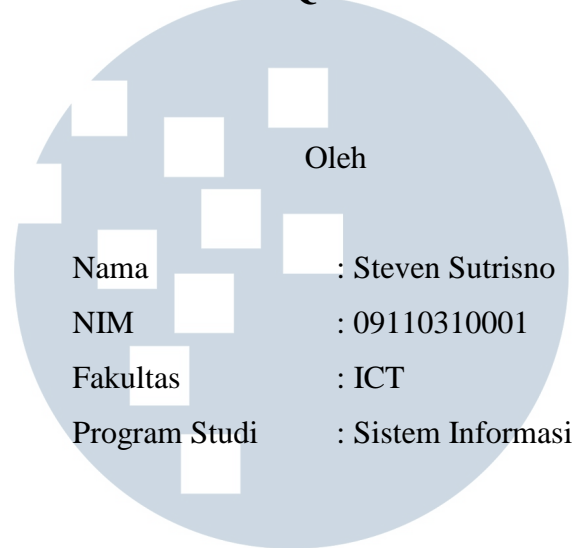 Oleh
Nama : Steven Sutrisno
NIM : 09110310001
Fakultas : ICT
Program Studi : Sistem Informasi